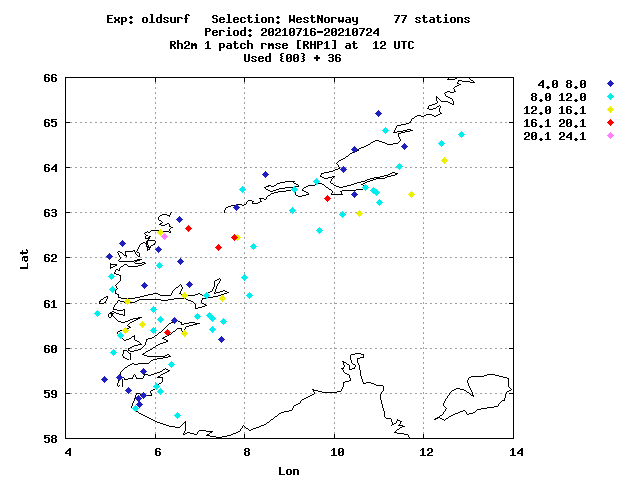 Exp: oldsurf Selection: WestNorway 77 stations
Period: 20210716-20210724
Rh2m 1 patch rmse [RHP1] at 12 UTC
Used {00} + 36
66
65
64
63
62
61
60
59
58
Lat
4 6 8 10 12 14
Lon
4.0 8.0
8.0 12.0
12.0 16.1
16.1 20.1
20.1 24.1